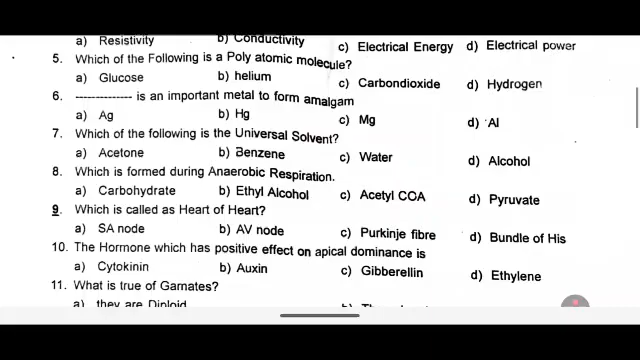 a) Resistivity b) Conductivity c) Electrical Energy d) Electrical power
5. Which of the Following is a Poly atomic molecule?
a) Glucose b) helium c) Carbondioxide d) Hydrogen
6. -------------- is an important metal to form amalgam
a) Ag b) Hg c) Mg d) Al
7. Which of the following is the Universal Solvent?
a) Acetone b) Benzene c) Water d) Alcohol
8. Which is formed during Anaerobic Respiration.
a) Carbohydrate b) Ethyl Alcohol c) Acetyl CCA d) Pyruvate
9. Which is called as Heart of Heart?
a) SA node b) AV node c) Purkinje fibre d) Bundle of His
10. The Hormone which has positive effect on apical dominance is
a) Cytokinin b) Auxin c) Gibberellin d) Ethylene
11. What is true of Gamates?
a) they are Diploid